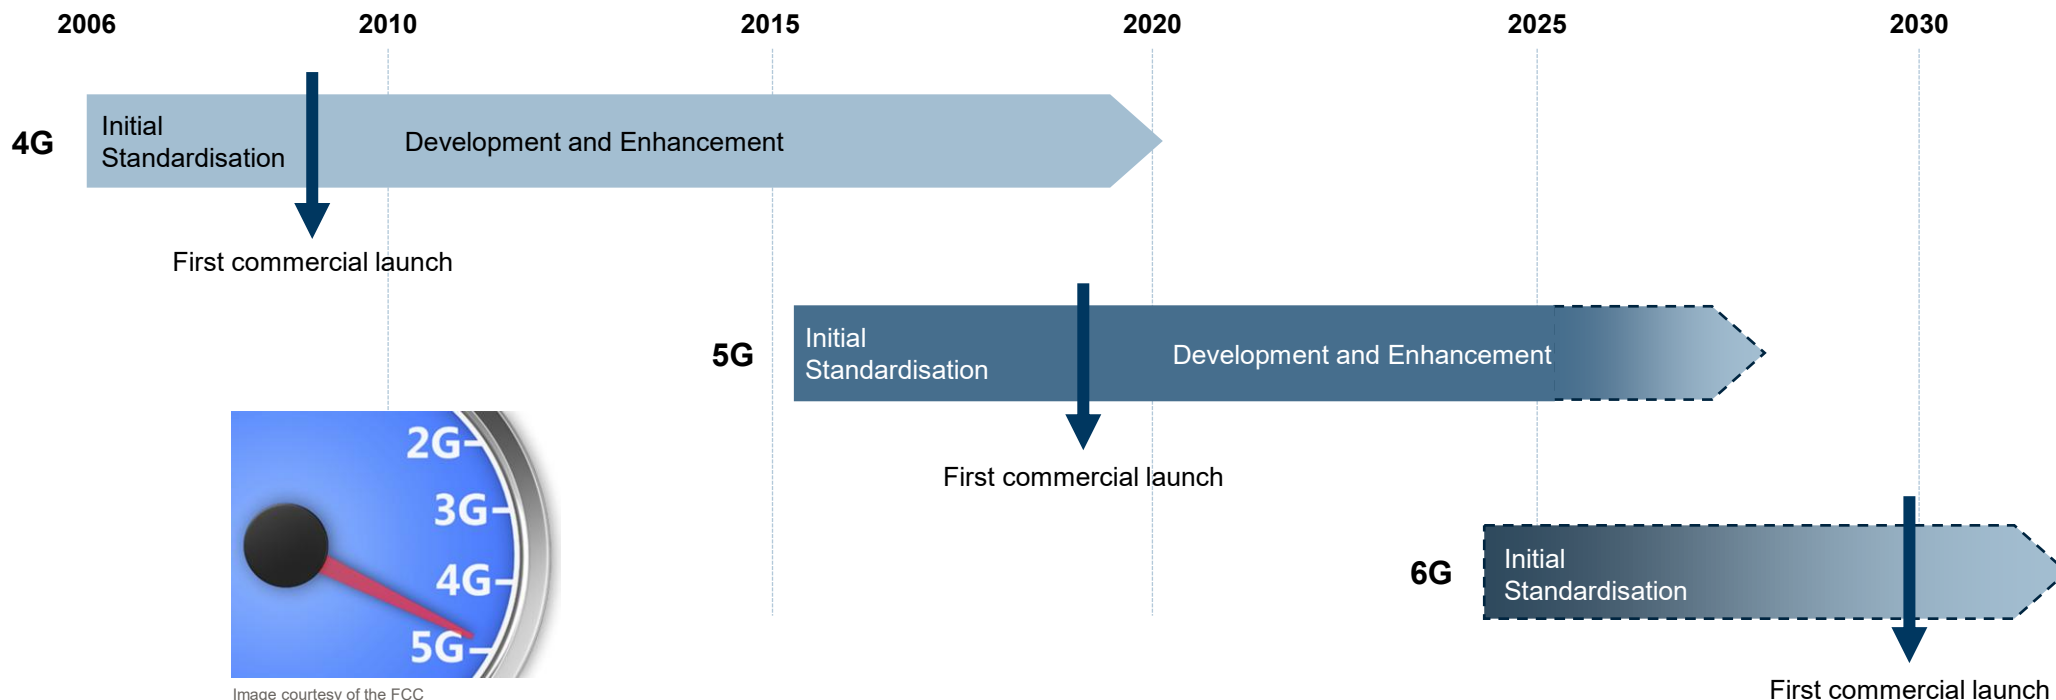 2006 2010 2015 2020 2025 2030
4G
Initial
Standardisation
Development and Enhancement
First commercial launch
5G
Initial
Standardisation
Development and Enhancement
First commercial launch
2G
3G
4G
5G
Image courtesy of the FCC
6G
Initial
Standardisation
First commercial launch